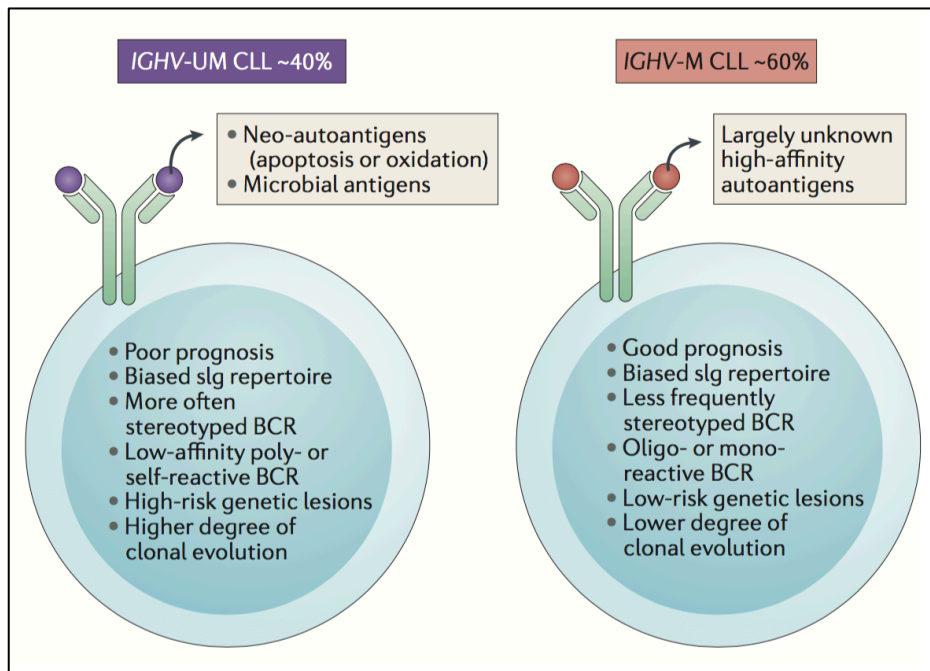 IGHV-UM CLL ~40%
• Neo-autoantigens
(apoptosis or oxidation)
• Microbial antigens
• Poor prognosis
• Biased sIg repertoire
• More often
stereotyped BCR
• Low-affinity poly- or
self-reactive BCR
• High-risk genetic lesions
• Higher degree of
clonal evolution
IGHV-M CLL ~60%
Largely unknown
high-affinity
autoantigens
• Good prognosis
• Biased sIg repertoire
• Less frequently
stereotyped BCR
• Oligo- or mono-
reactive BCR
• Low-risk genetic lesions
• Lower degree of
clonal evolution